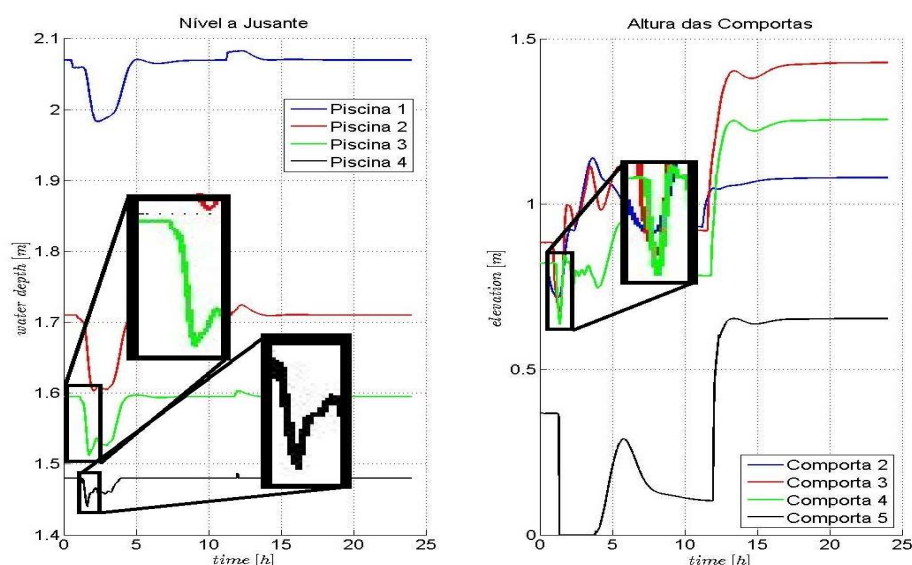 Nível a Jusante
2.1
2
1.9
1.8
1.7
1.6
1.5
1.4
water depth [m]
Piscina 1
Piscina 2
Piscina 3
Piscina 4
0 5 10 15 20 25
time [h]
Altura das Comportas
1.5
1
0.5
0
elevation [m]
Comporta 2
Comporta 3
Comporta 4
Comporta 5
0 5 10 15 20 25
time [h]